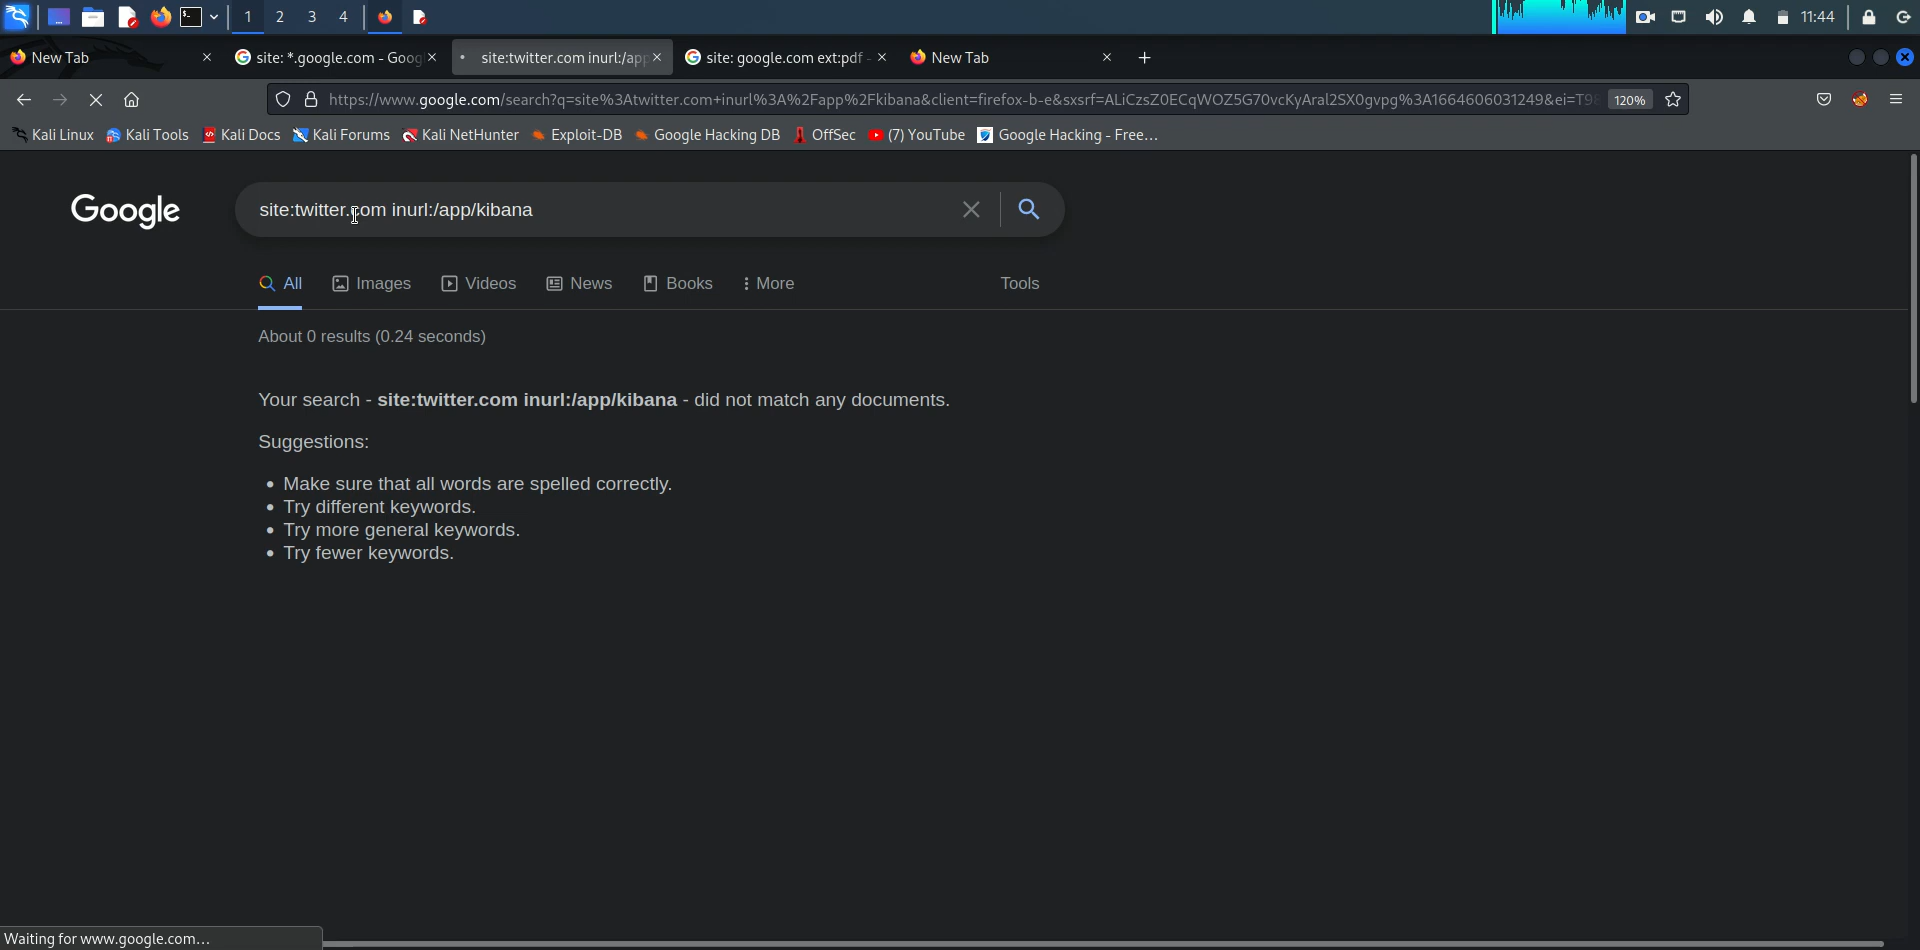 1 2 3 4 11:44
New Tab
site: *.google.com - Goog
site:twitter.com inurl:/app
site: google.com ext:pdf -
New Tab
https://www.google.com/search?q=site%3Atwitter.com+inurl%3A%2Fapp%2Fkibana&client=firefox-b-e&sxsrf=ALiCzsZ0ECqWOZ5G70vcKyAral2SX0gvpg%3A1664606031249&ei=T98 120%
Kali Linux Kali Tools Kali Docs Kali Forums Kali NetHunter Exploit-DB Google Hacking DB OffSec (7) YouTube Google Hacking - Free...
Google
site:twitter.com inurl:/app/kibana
All Images Videos News Books More Tools
About 0 results (0.24 seconds)
Your search - site:twitter.com inurl:/app/kibana - did not match any documents.
Suggestions:
• Make sure that all words are spelled correctly.
• Try different keywords.
• Try more general keywords.
• Try fewer keywords.
Waiting for www.google.com...